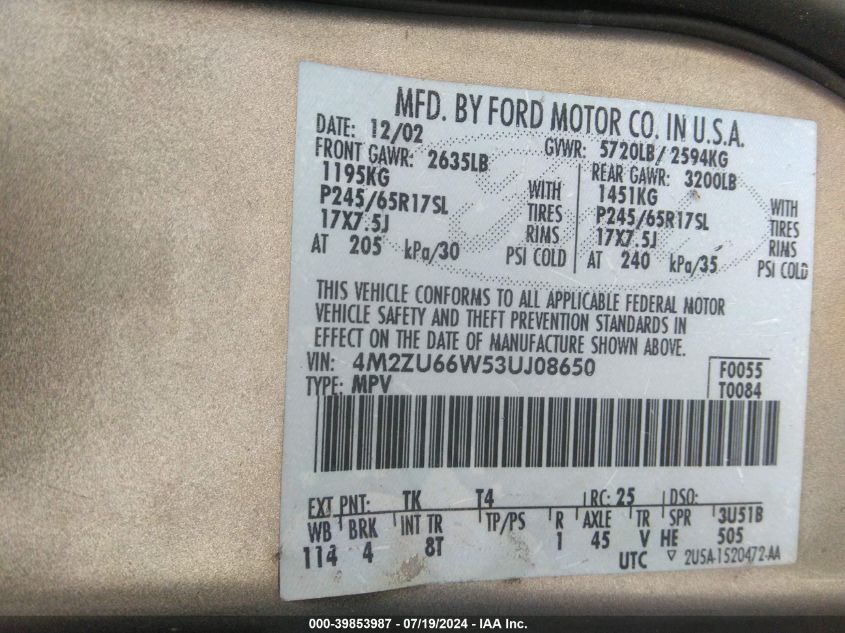 MFD. BY FORD MOTOR CO. IN U.S.A.
DATE: 12/02 GVWR: 5720LB/ 2594KG
FRONT GAWR: 2635LB REAR GAWR: 3200LB
1195KG WITH 1451KG WITH
P245/65R17SL TIRES P245/65R17SL TIRES
17X7.5J RIMS 17X7.5J RIMS
AT 205 kPa/30 PSI COLD AT 240 kPa/35 PSI COLD
THIS VEHICLE CONFORMS TO ALL APPLICABLE FEDERAL MOTOR
VEHICLE SAFETY AND THEFT PREVENTION STANDARDS IN
EFFECT ON THE DATE OF MANUFACTURE SHOWN ABOVE.
VIN: 4M2ZU66W53UJ08650 F0055
TYPE: MPV T0084
EXT PNT: TK T4 RC: 25 DSO:
WB BRK INT TR TP/PS R AXLE TR SPR 3U51B
114 4 8T 1 45 V HE 505
UTC 2U5A-1520472-AA
000-39853987 - 07/19/2024 - IAA Inc.